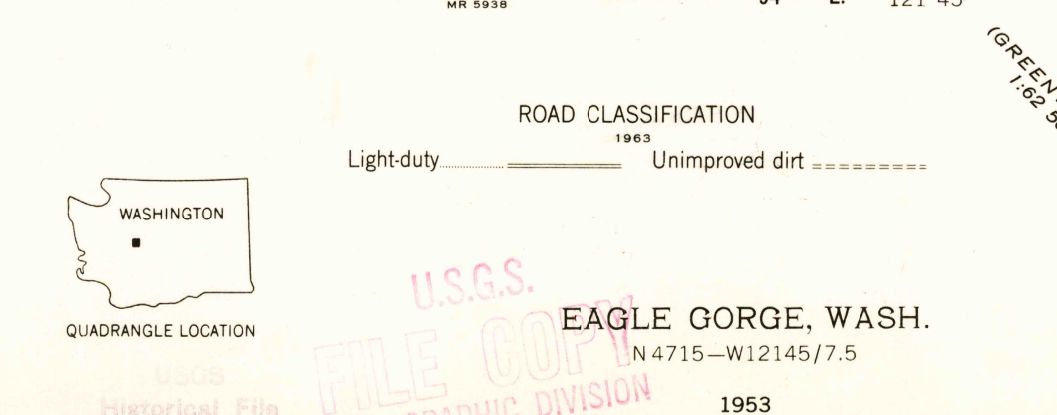 MR 5938
121 45
1:62 5
ROAD CLASSIFICATION
1963
Light-duty Unimproved dirt
WASHINGTON
QUADRANGLE LOCATION
U.S.G.S.
FILE COPY
DIVISION
EAGLE GORGE, WASH.
N 4715—W12145/7.5
1953
USGS
Historical File